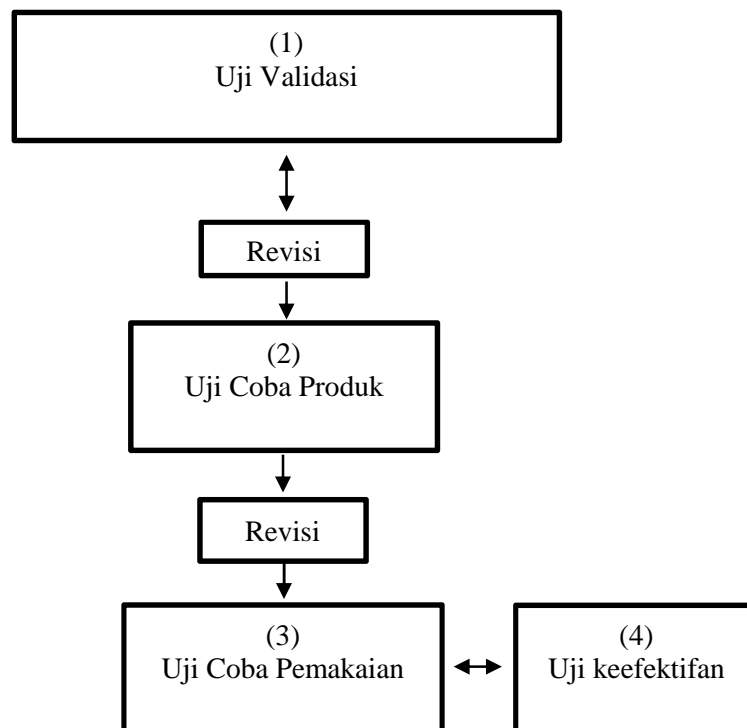 (1)
Uji Validasi
Revisi
(2)
Uji Coba Produk
Revisi
(3)
Uji Coba Pemakaian
(4)
Uji keefektifan